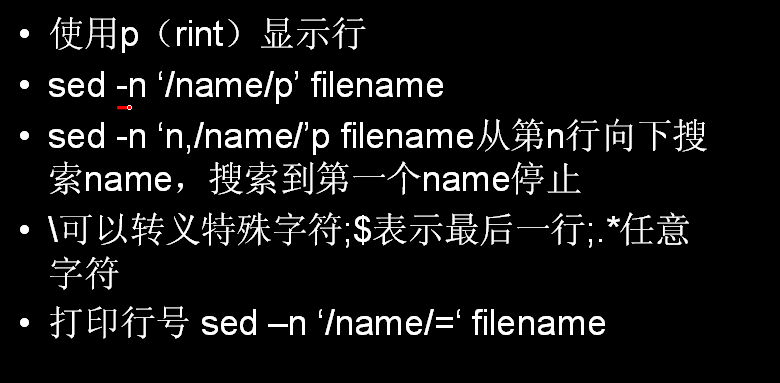 • 使用p（rint）显示行
• sed -n ‘/name/p’ filename
• sed -n ‘n,/name/’p filename从第n行向下搜
索name，搜索到第一个name停止
• \可以转义特殊字符;$表示最后一行;.*任意
字符
• 打印行号 sed –n ‘/name/=‘ filename